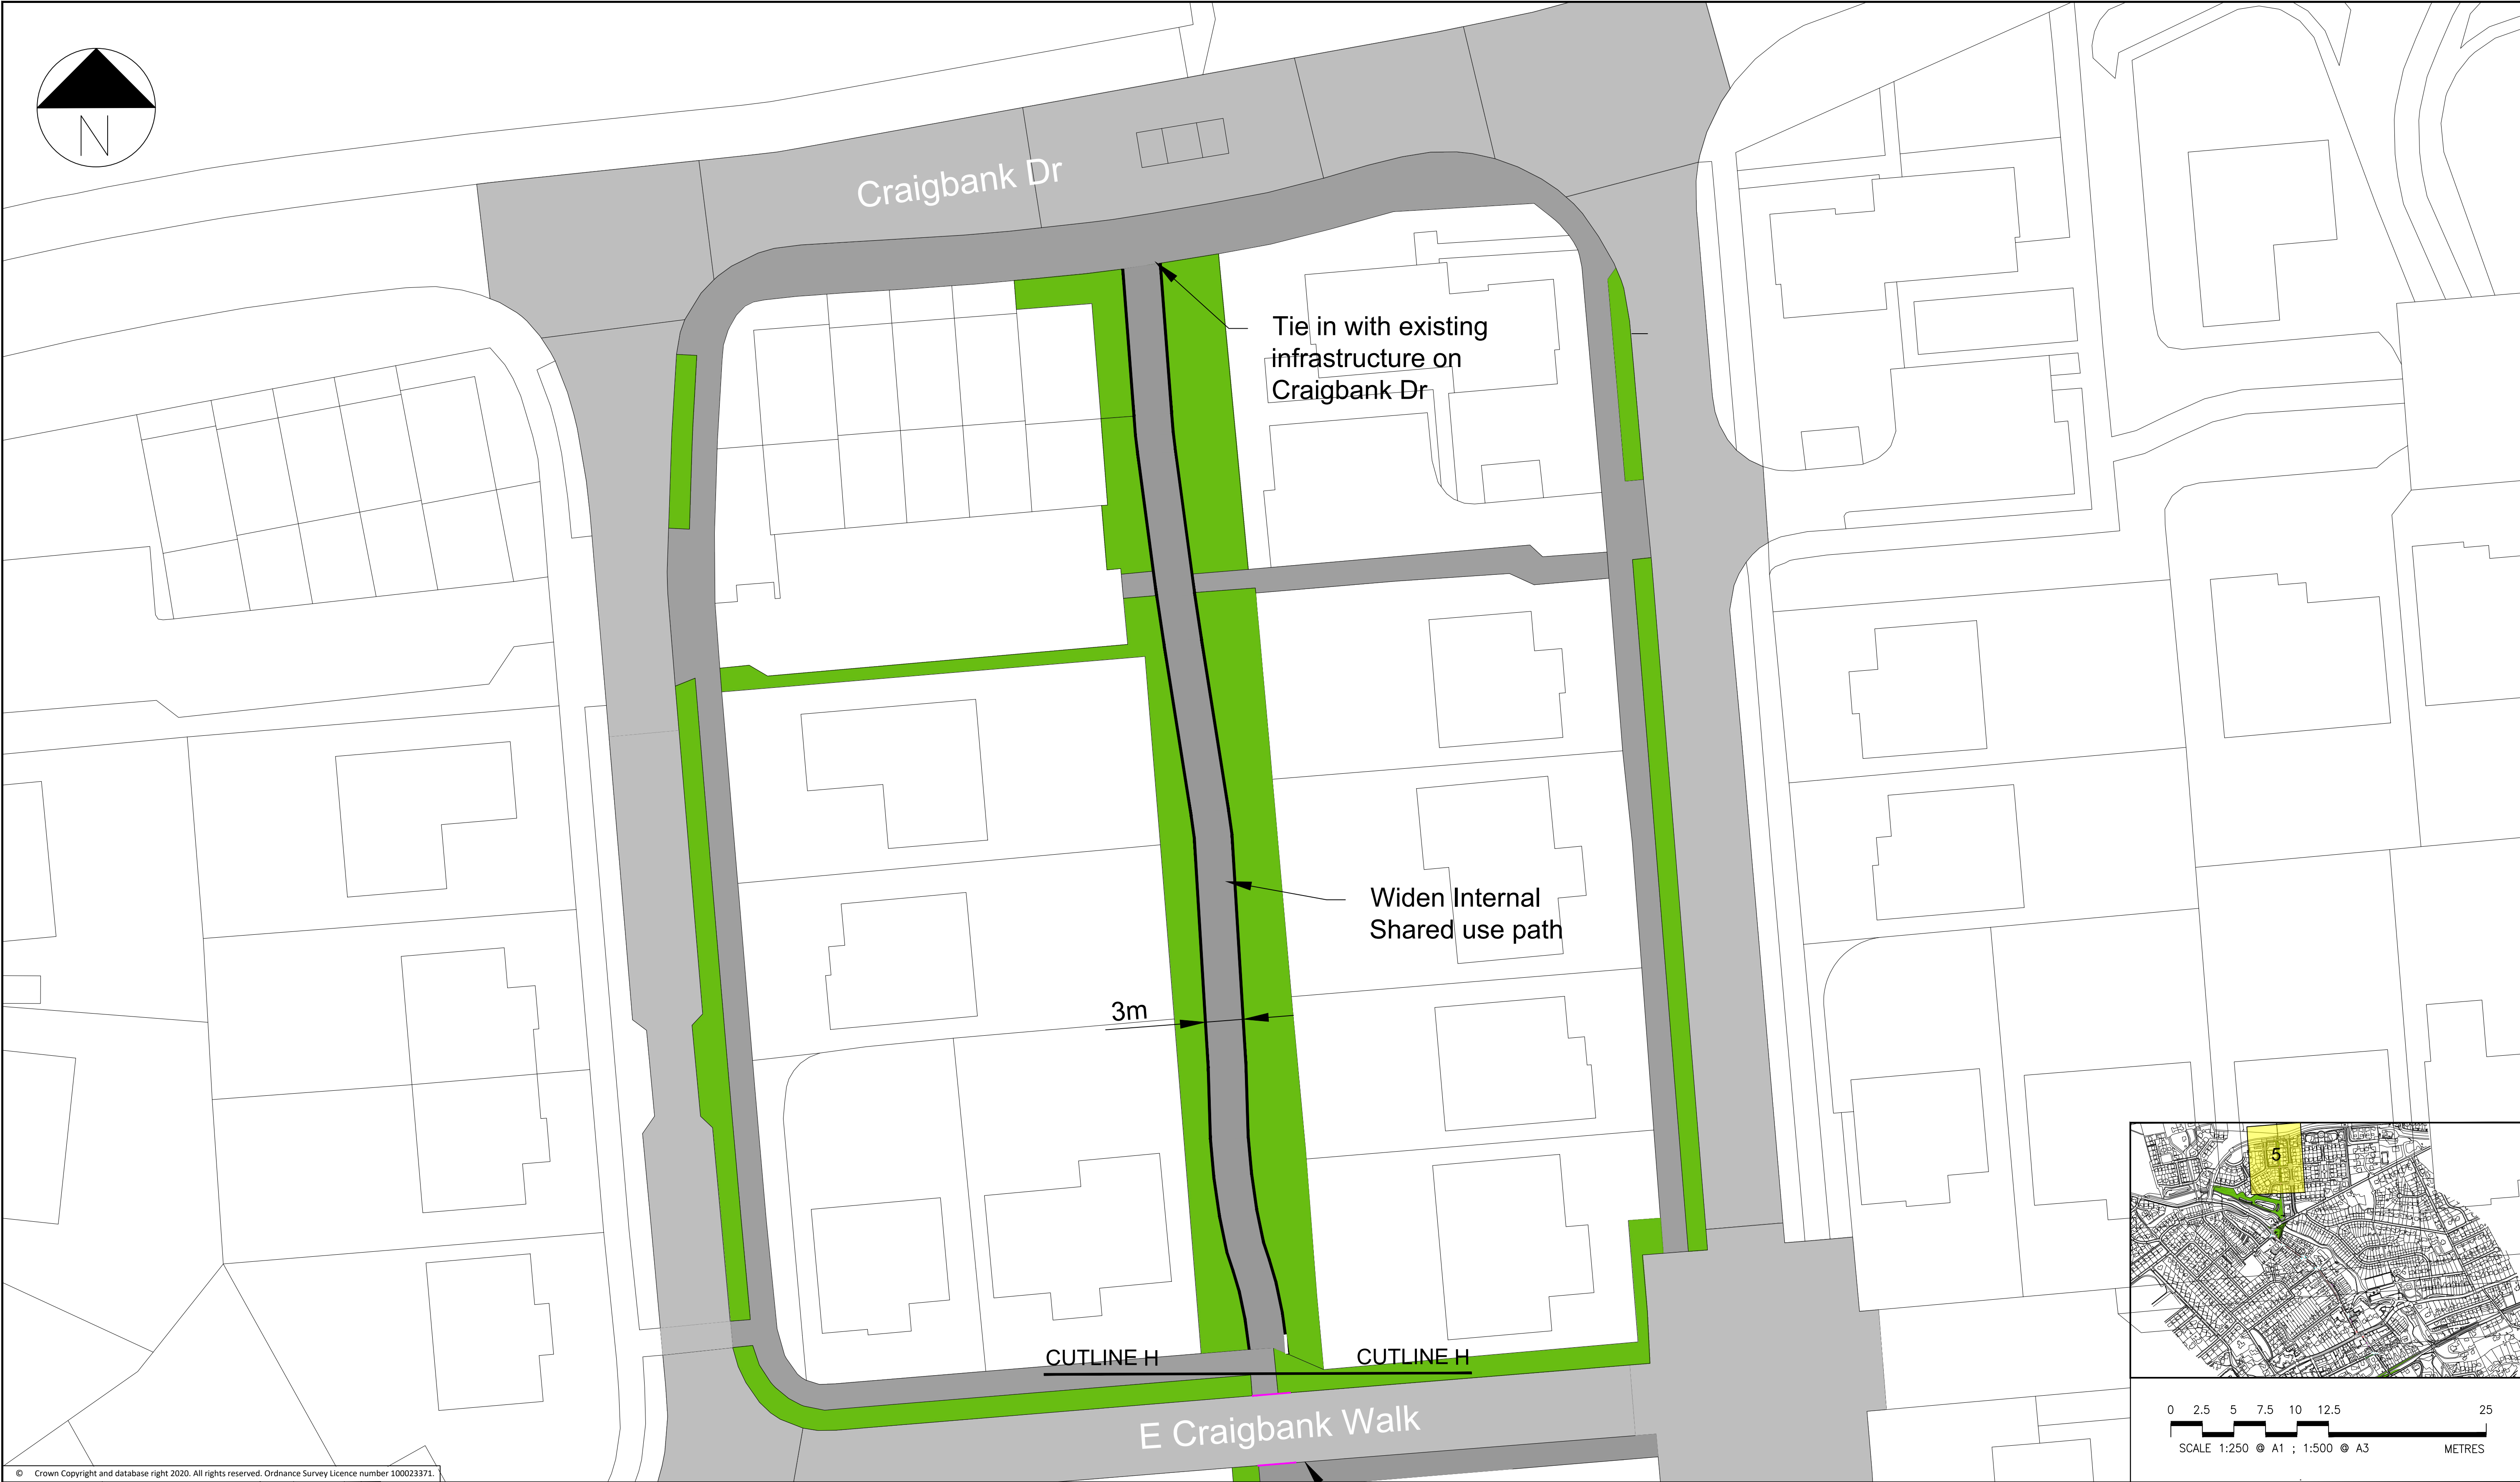 N
Craigbank Dr
Tie in with existing
infrastructure on
Craigbank Dr
Widen Internal
Shared use path
3m
CUTLINE H
CUTLINE H
E Craigbank Walk
5
0 2.5 5 7.5 10 12.5 25
SCALE 1:250 @ A1 ; 1:500 @ A3 METRES
© Crown Copyright and database right 2020. All rights reserved. Ordnance Survey Licence number 100023371.